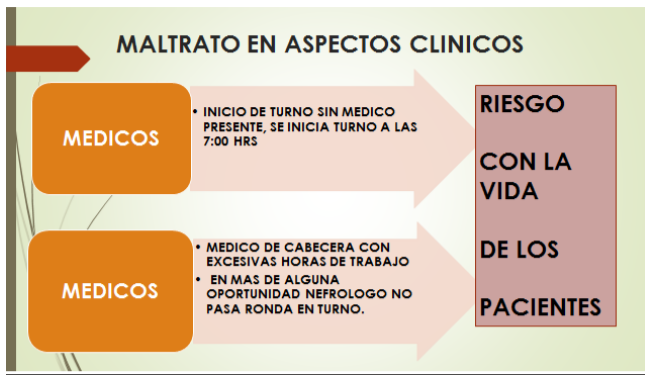 MALTRATO EN ASPECTOS CLINICOS
MEDICOS
• INICIO DE TURNO SIN MEDICO
PRESENTE, SE INICIA TURNO A LAS
7:00 HRS
MEDICOS
• MEDICO DE CABECERA CON
EXCESIVAS HORAS DE TRABAJO
• EN MAS DE ALGUNA
OPORTUNIDAD NEFROLOGO NO
PASA RONDA EN TURNO.
RIESGO
CON LA
VIDA
DE LOS
PACIENTES